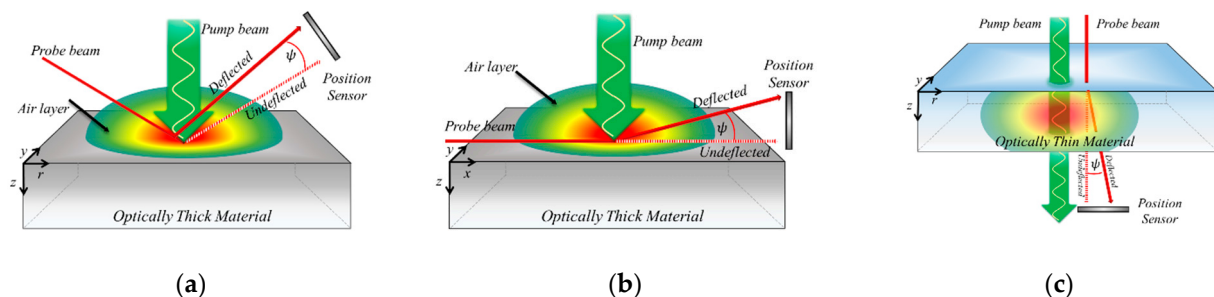 Pump beam
Probe beam
Deflected
ψ
Undeflected
Air layer
Position
Sensor
y
r
z
Optically Thick Material
(a)
Pump beam
Air layer
Position
Sensor
Deflected
ψ
Probe beam
Undeflected
y
x
z
Optically Thick Material
(b)
Pump beam
Probe beam
y
r
z
Optically Thin Material
Undeflected
ψ
Deflected
Position
Sensor
(c)